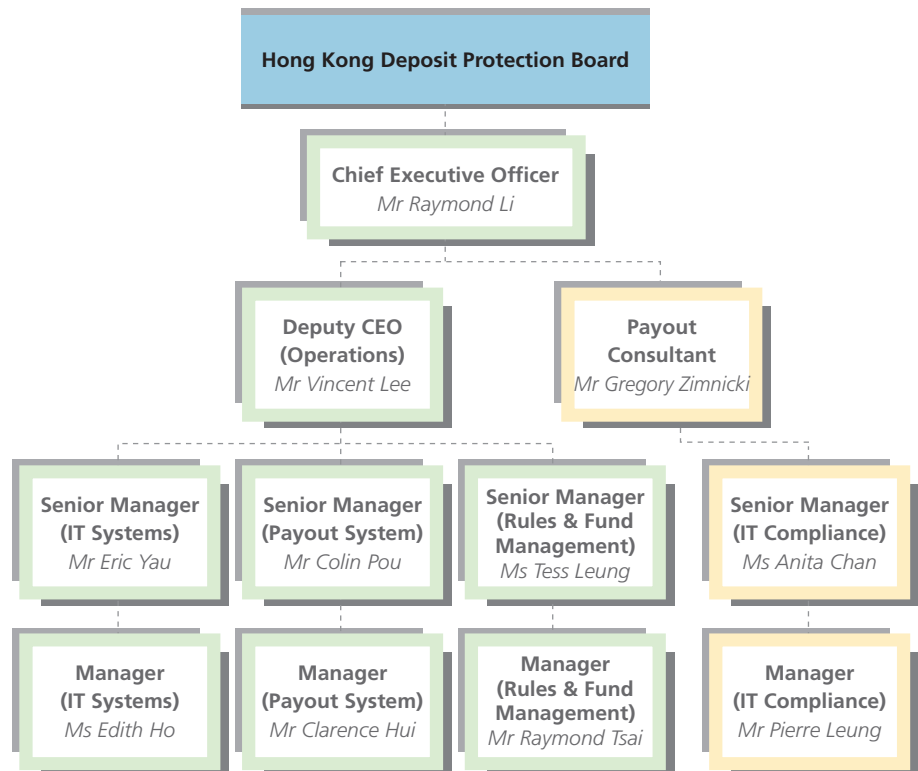 Hong Kong Deposit Protection Board
Chief Executive Officer
Mr Raymond Li
Deputy CEO
(Operations)
Mr Vincent Lee
Payout
Consultant
Mr Gregory Zimnicki
Senior Manager
(IT Systems)
Mr Eric Yau
Senior Manager
(Payout System)
Mr Colin Pou
Senior Manager
(Rules & Fund
Management)
Ms Tess Leung
Senior Manager
(IT Compliance)
Ms Anita Chan
Manager
(IT Systems)
Ms Edith Ho
Manager
(Payout System)
Mr Clarence Hui
Manager
(Rules & Fund
Management)
Mr Raymond Tsai
Manager
(IT Compliance)
Mr Pierre Leung